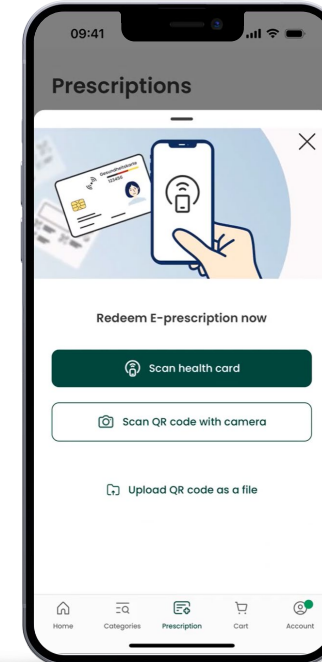 09:41
Prescriptions
Gesundheitskarte
123456
Redeem E-prescription now
Scan health card
Scan QR code with camera
Upload QR code as a file
Home Categories Prescription Cart Account